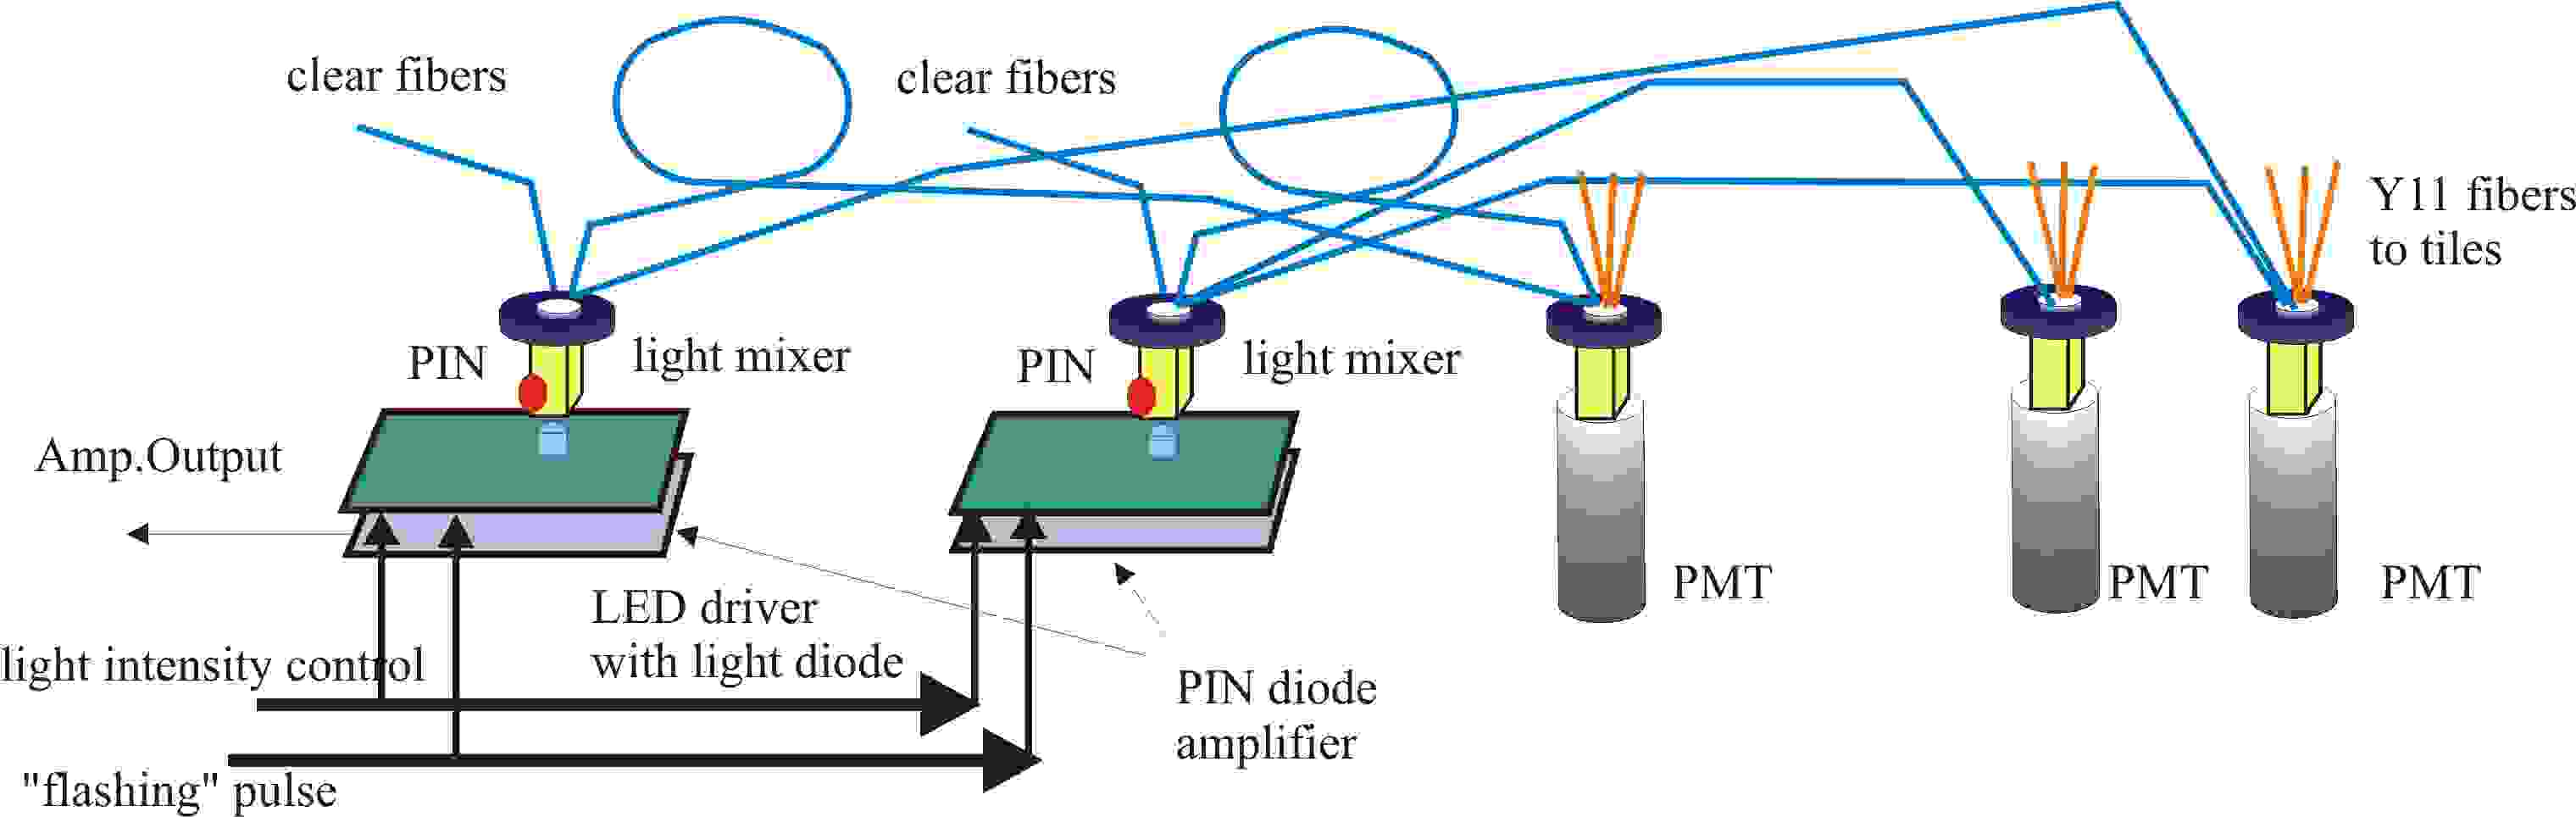 clear fibers
clear fibers
Y11 fibers
to tiles
PIN
light mixer
PIN
light mixer
Amp.Output
LED driver
with light diode
PMT
PMT
PMT
light intensity control
PIN diode
amplifier
"flashing" pulse